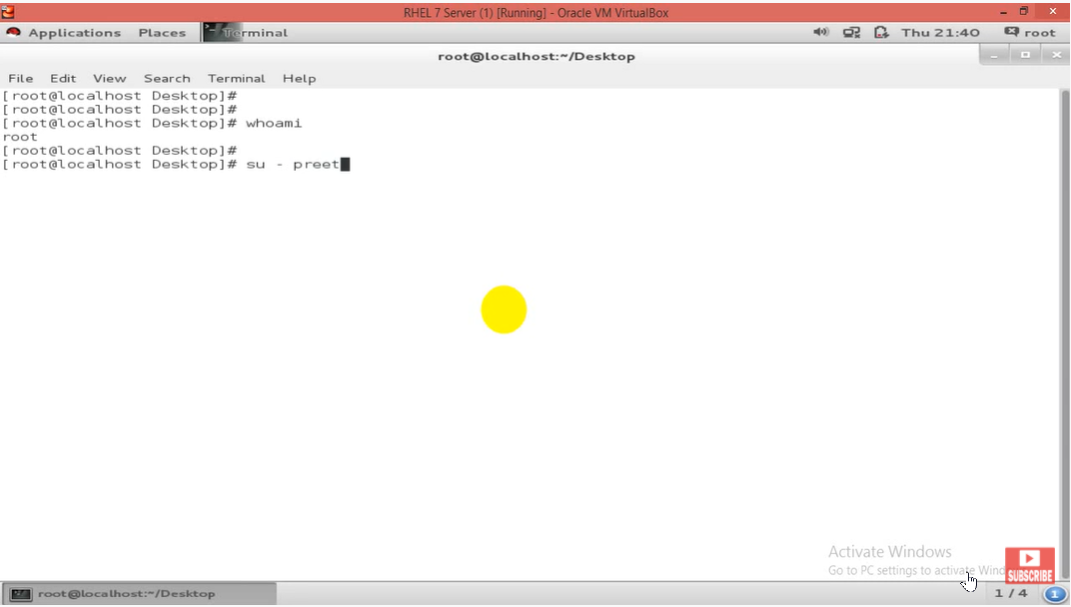 RHEL 7 Server (1) [Running] - Oracle VM VirtualBox
Applications Places Terminal Thu 21:40 root
root@localhost:~/Desktop
File Edit View Search Terminal Help
[root@localhost Desktop]#
[root@localhost Desktop]#
[root@localhost Desktop]# whoami
root
[root@localhost Desktop]#
[root@localhost Desktop]# su - preet
Activate Windows
Go to PC settings to activate Wind
SUBSCRIBE
root@localhost:~/Desktop 1 / 4 1